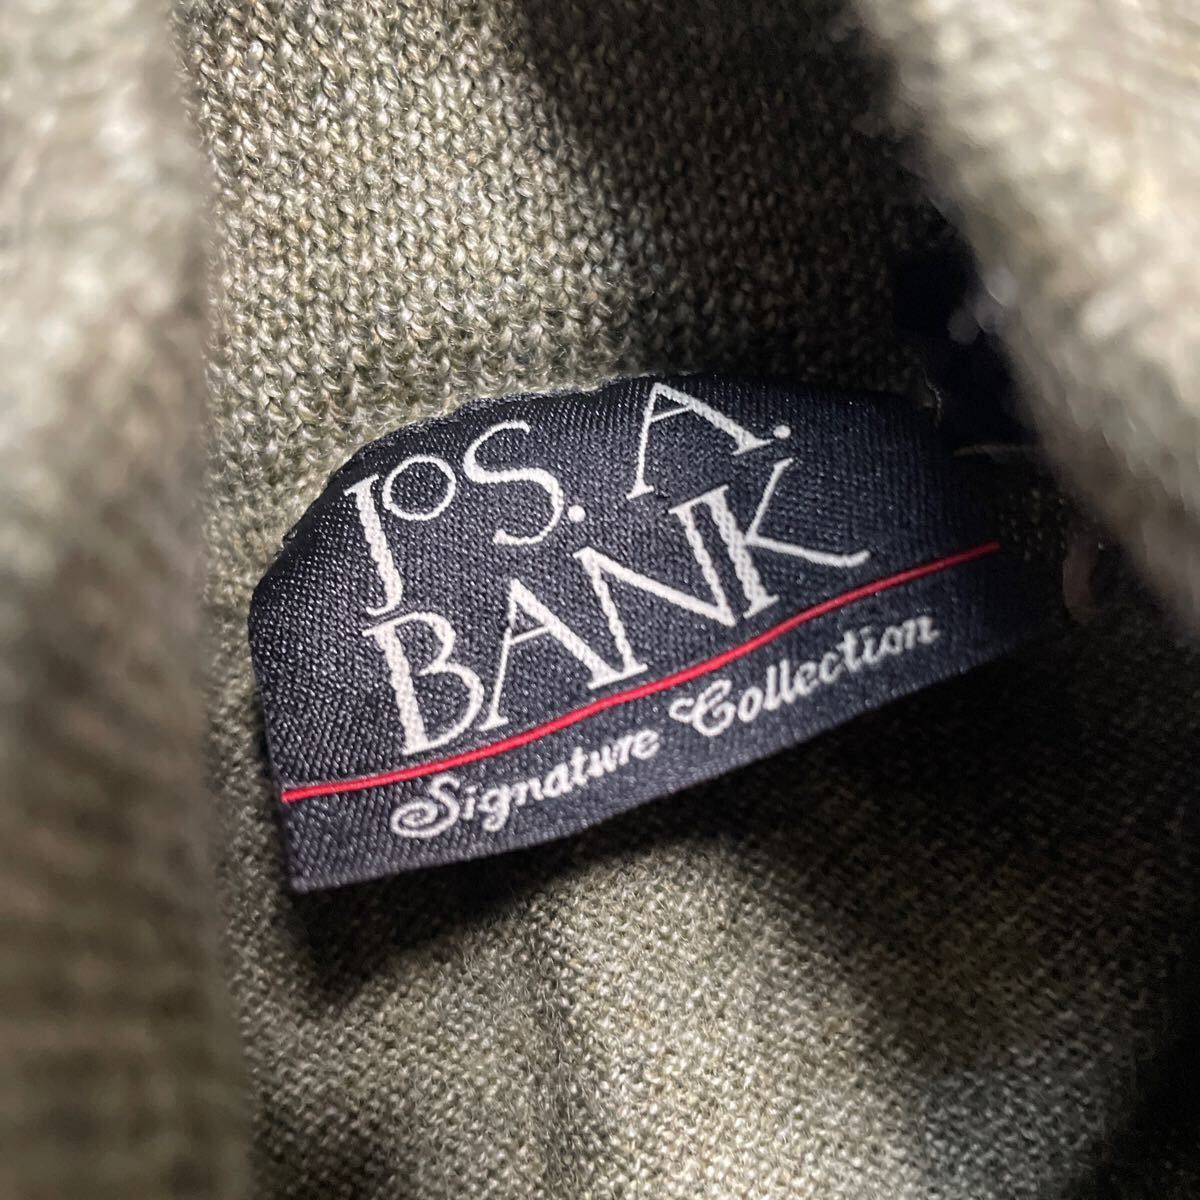 JOS. A.
BANK
Signature Collection